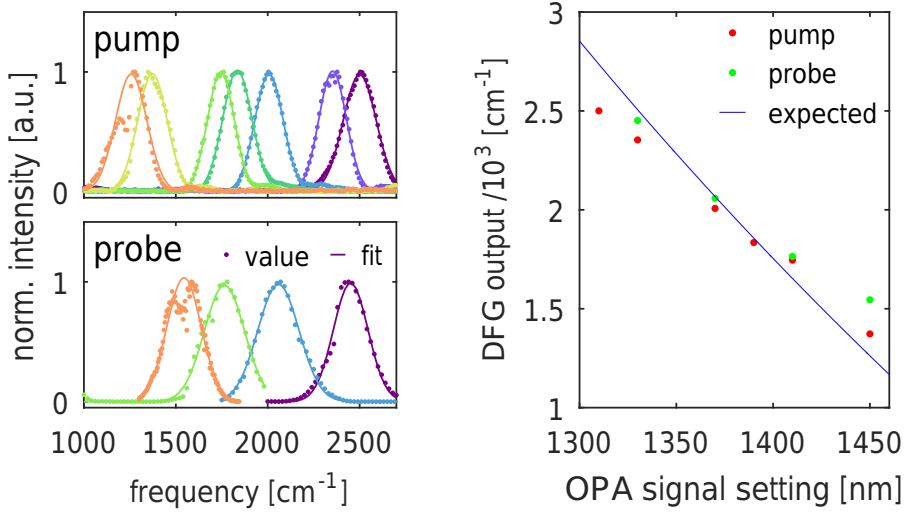 pump
1
0
norm. intensity [a.u.]
probe
value
fit
1
0
1000 1500 2000 2500
frequency [cm⁻¹]
pump
probe
expected
3
2.5
2
1.5
1
DFG output /10³ [cm⁻¹]
1300 1350 1400 1450
OPA signal setting [nm]